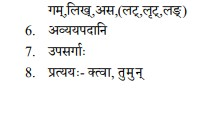 गम्,लिख्,अस,(लट्,लृट्,लङ्)
6. अव्ययपदानि
7. उपसर्गाः
8. प्रत्ययः- क्त्वा, तुमुन्